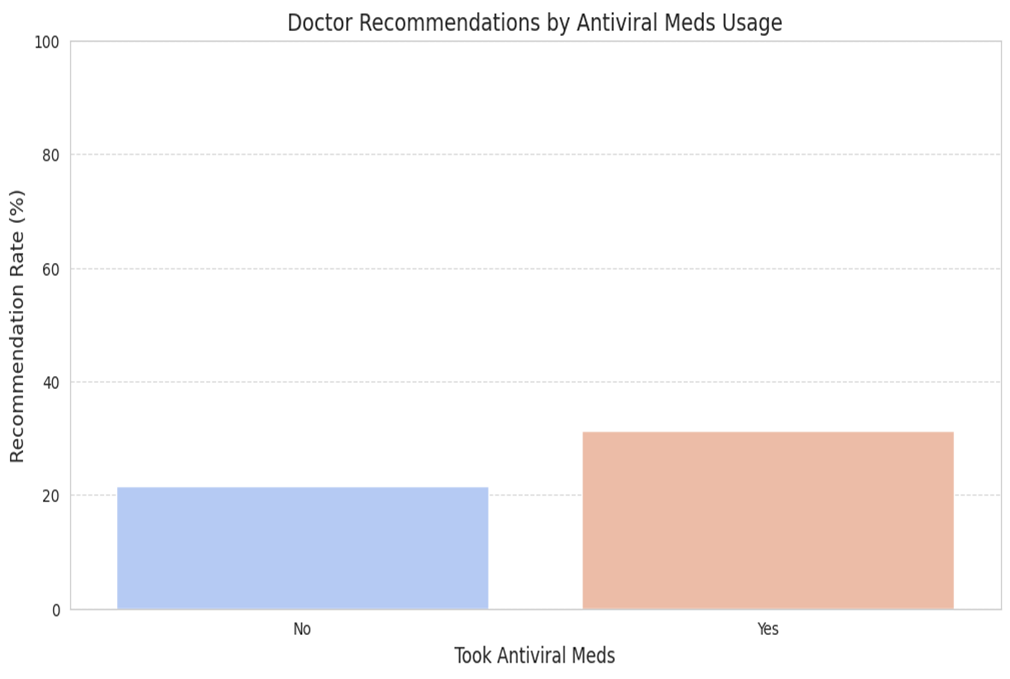 Doctor Recommendations by Antiviral Meds Usage
Recommendation Rate (%)
100
80
60
40
20
0
No
Yes
Took Antiviral Meds